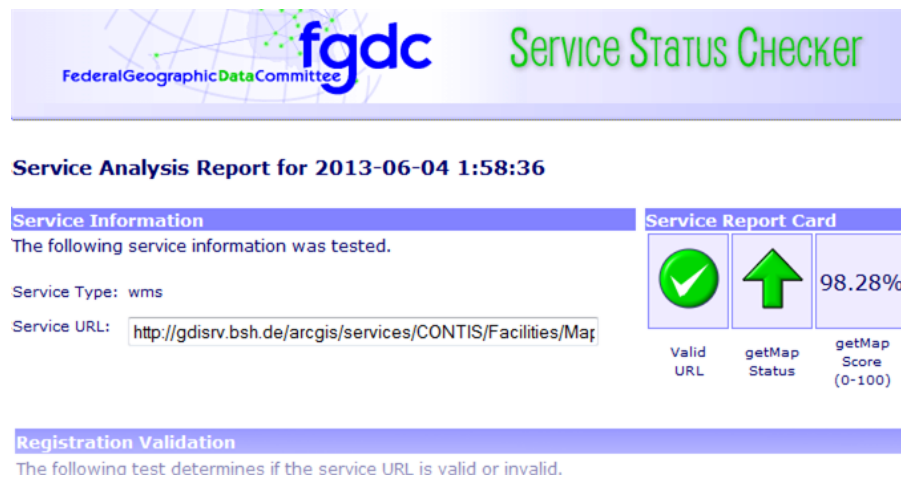 fgdc
FederalGeographicDataCommittee
Service Status Checker
Service Analysis Report for 2013-06-04 1:58:36
Service Information
The following service information was tested.
Service Type: wms
Service URL: http://gdisrv.bsh.de/arcgis/services/CONTIS/Facilities/Map
Service Report Card
98.28%
Valid URL
getMap Status
getMap Score (0-100)
Registration Validation
The following test determines if the service URL is valid or invalid.